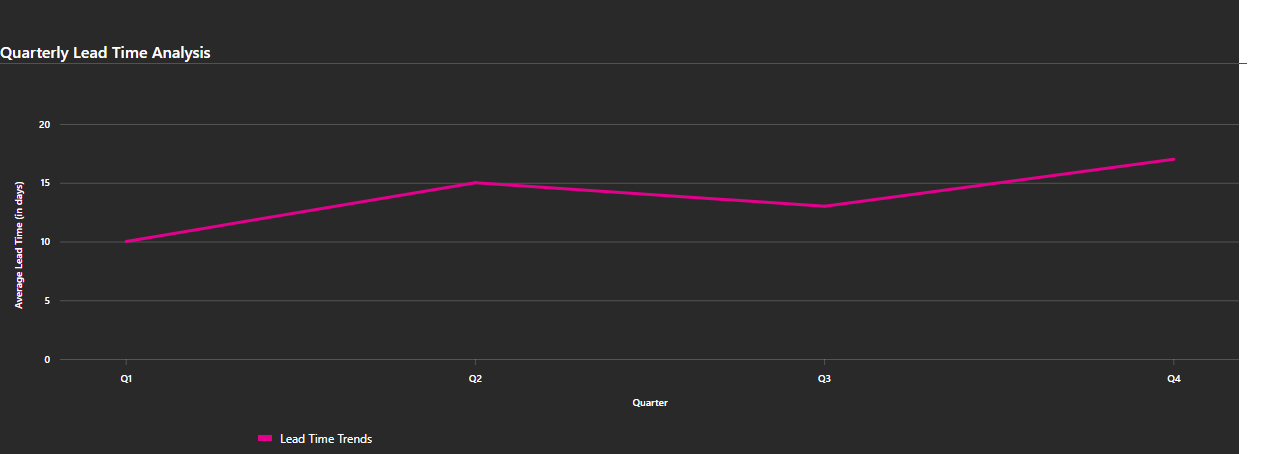 Quarterly Lead Time Analysis
20
15
10
5
0
Average Lead Time (in days)
Q1 Q2 Q3 Q4
Quarter
Lead Time Trends